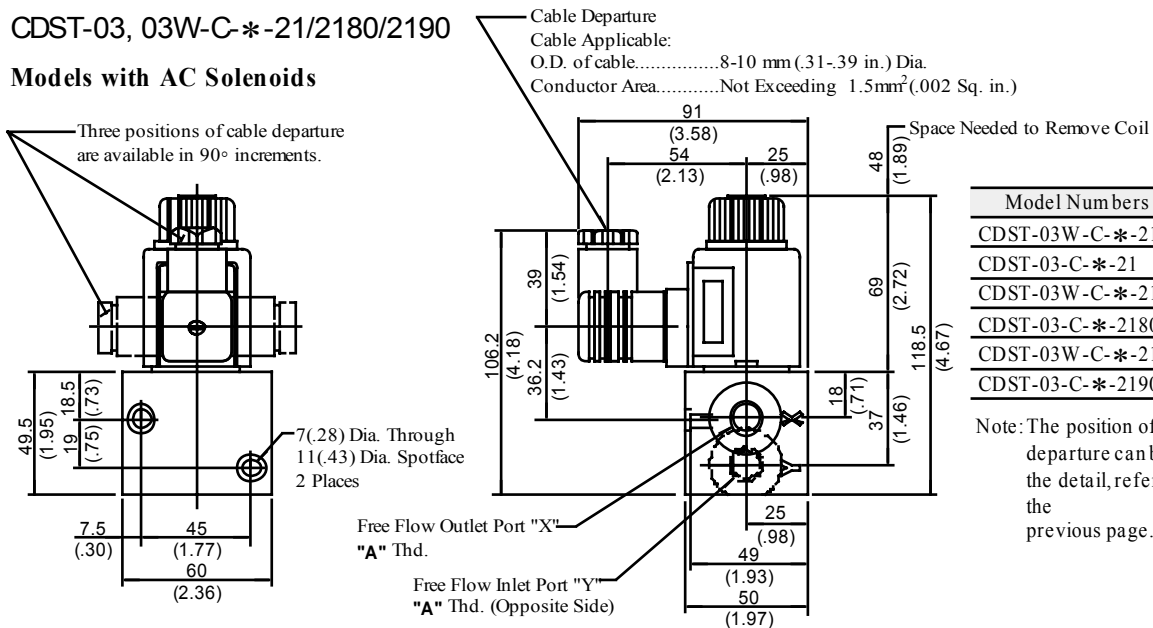 CDST-03, 03W-C-*-21/2180/2190
Models with AC Solenoids
Three positions of cable departure
are available in 90° increments.
Cable Departure
Cable Applicable:
O.D. of cable................8-10 mm (.31-.39 in.) Dia.
Conductor Area............Not Exceeding 1.5mm²(.002 Sq. in.)
91
(3.58)
54
(2.13)
25
(.98)
Space Needed to Remove Coil
48
(1.89)
39
(1.54)
106.2
(4.18)
36.2
(1.43)
69
(2.72)
118.5
(4.67)
18
(.71)
37
(1.46)
X
Y
49.5
(1.95)
18.5
(.73)
19
(.75)
7(.28) Dia. Through
11(.43) Dia. Spotface
2 Places
7.5
(.30)
45
(1.77)
60
(2.36)
Free Flow Outlet Port "X"
"A" Thd.
Free Flow Inlet Port "Y"
"A" Thd. (Opposite Side)
25
(.98)
49
(1.93)
50
(1.97)
Model Numbers
CDST-03W-C-*-21
CDST-03-C-*-21
CDST-03W-C-*-21
CDST-03-C-*-2180
CDST-03W-C-*-21
CDST-03-C-*-2190
Note: The position of
departure can b
the detail, refe
the
previous page.